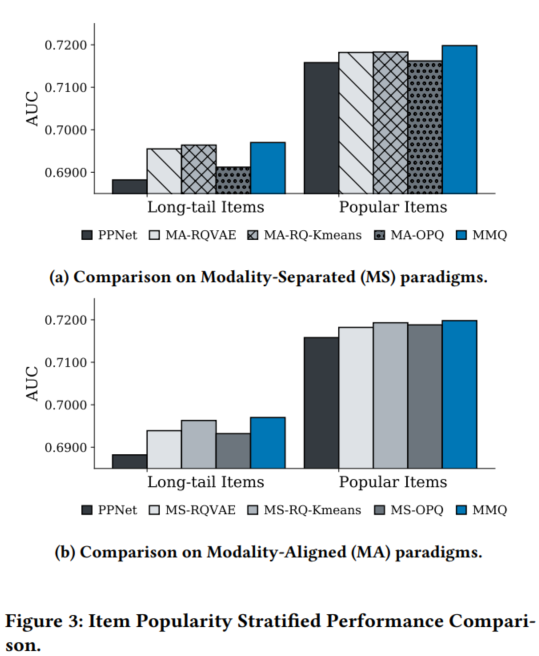 0.7200
0.7100
0.7000
0.6900
AUC
Long-tail Items Popular Items
PPNet MA-RQVAE MA-RQ-Kmeans MA-OPQ MMQ
(a) Comparison on Modality-Separated (MS) paradigms.
0.7200
0.7100
0.7000
0.6900
AUC
Long-tail Items Popular Items
PPNet MS-RQVAE MS-RQ-Kmeans MS-OPQ MMQ
(b) Comparison on Modality-Aligned (MA) paradigms.
Figure 3: Item Popularity Stratified Performance Compari-
son.